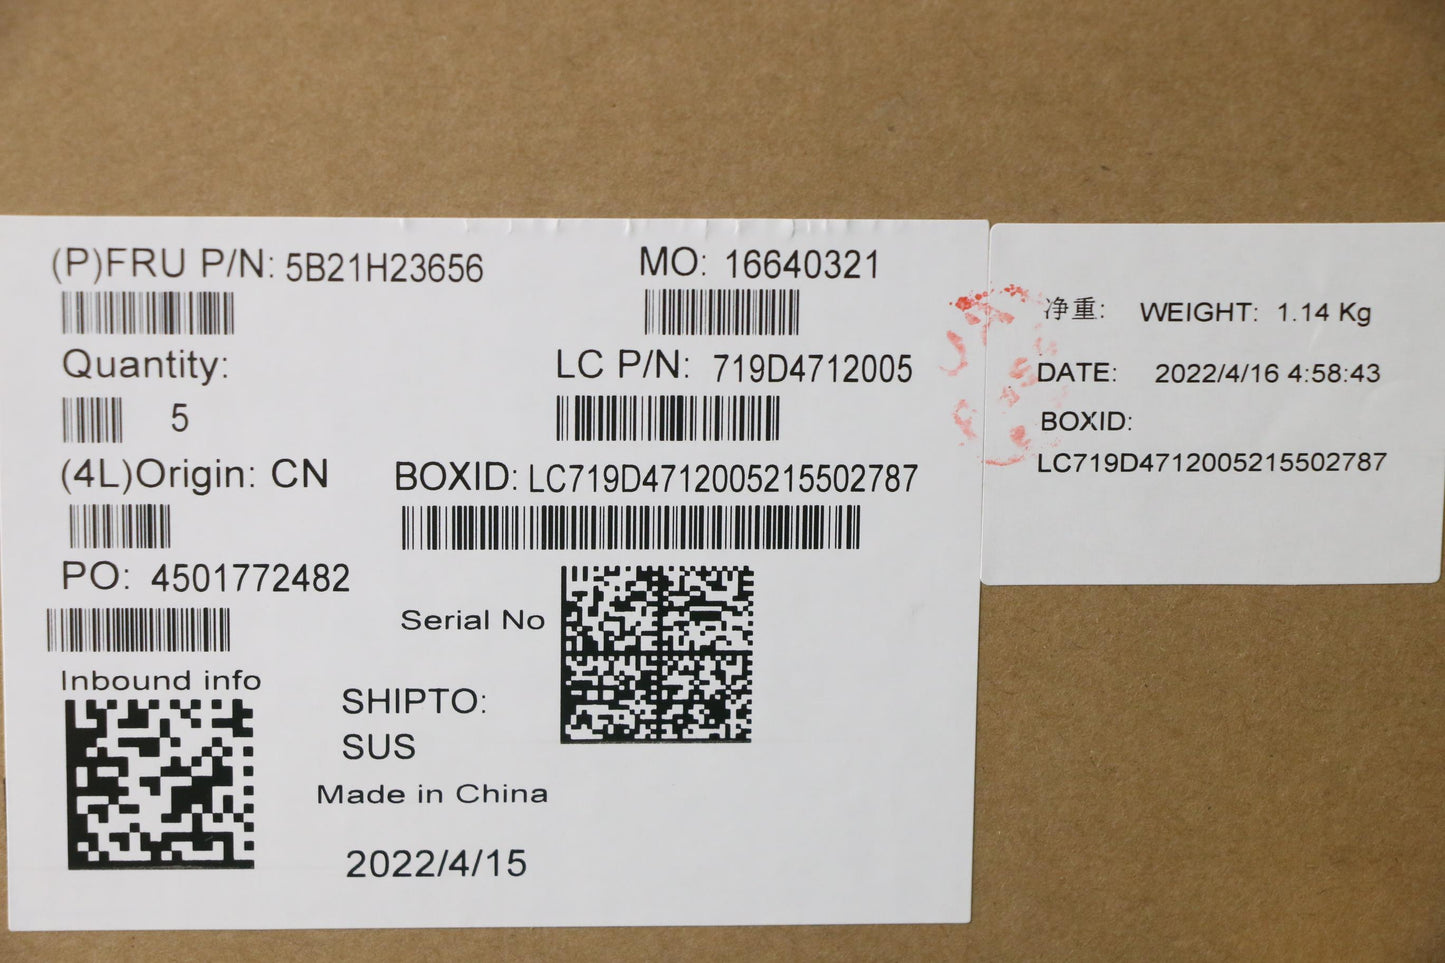 (P)FRU P/N: 5B21H23656
MO: 16640321
Quantity:
5
LC P/N: 719D4712005
(4L)Origin: CN
BOXID: LC719D4712005215502787
PO: 4501772482
Serial No
Inbound info
SHIPTO:
SUS
Made in China
2022/4/15
净重: WEIGHT: 1.14 Kg
DATE: 2022/4/16 4:58:43
BOXID:
LC719D4712005215502787